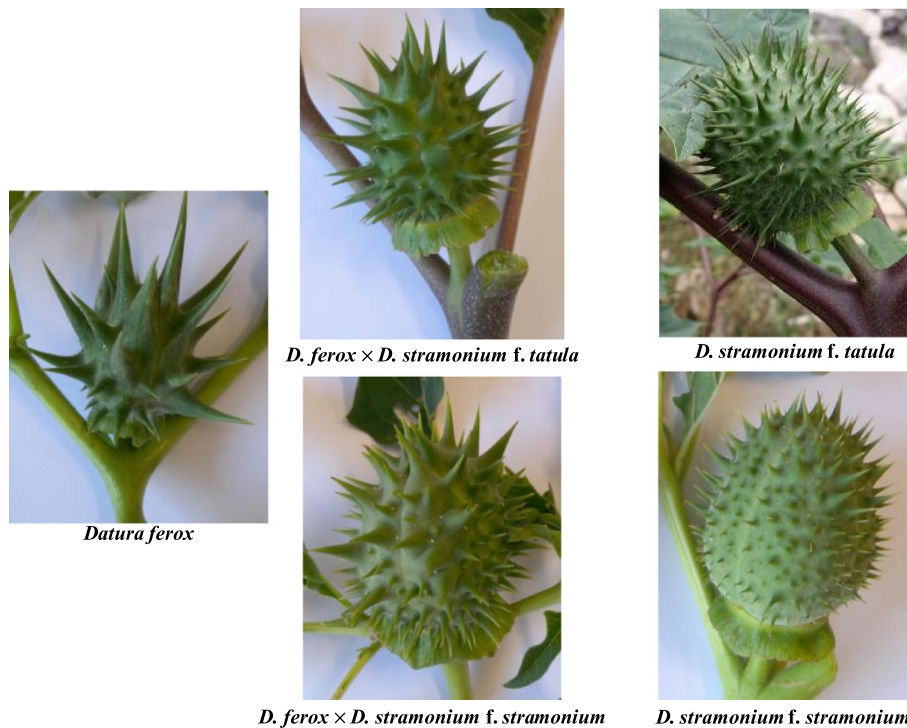 D. ferox × D. stramonium f. tatula
D. stramonium f. tatula
Datura ferox
D. ferox × D. stramonium f. stramonium
D. stramonium f. stramonium